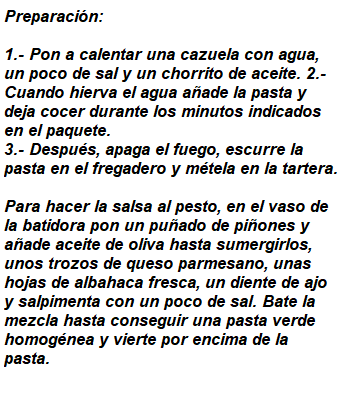 Preparación:
1.- Pon a calentar una cazuela con agua,
un poco de sal y un chorrito de aceite. 2.-
Cuando hierva el agua añade la pasta y
deja cocer durante los minutos indicados
en el paquete.
3.- Después, apaga el fuego, escurre la
pasta en el fregadero y métela en la tartera.
Para hacer la salsa al pesto, en el vaso de
la batidora pon un puñado de piñones y
añade aceite de oliva hasta sumergirlos,
unos trozos de queso parmesano, unas
hojas de albahaca fresca, un diente de ajo
y salpimenta con un poco de sal. Bate la
mezcla hasta conseguir una pasta verde
homogénea y vierte por encima de la
pasta.